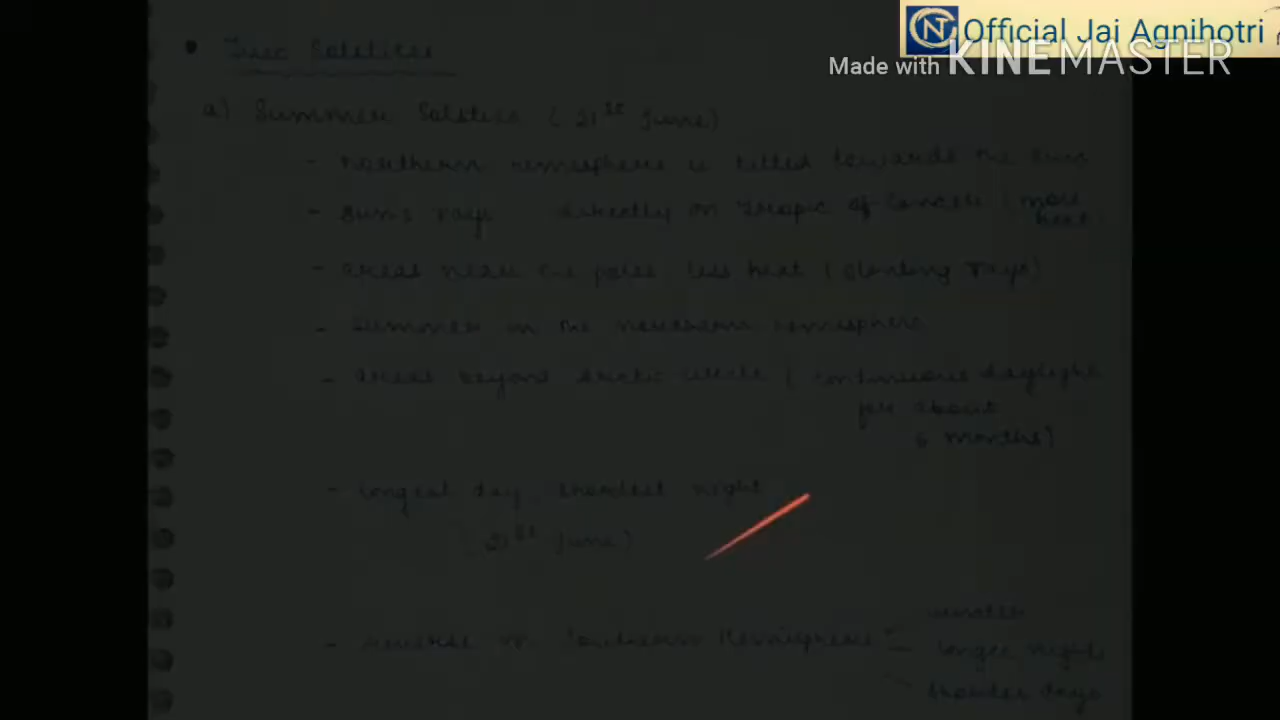 Official Jai Agnihotri
Made with KINEMASTER
• Two Solstices
a) Summer Solstice ( 21st June)
- Northern hemisphere is tilted towards the sun
- Sun's rays directly on Tropic of Cancer more heat.
- areas near the poles less heat ( slanting rays)
- Summer in the northern hemisphere
- areas beyond arctic circle ( continuous daylight
for about
6 months)
- longest day shortest night
( 21st June )
- reverse in Southern Hemisphere
winter
longer nights
shorter days